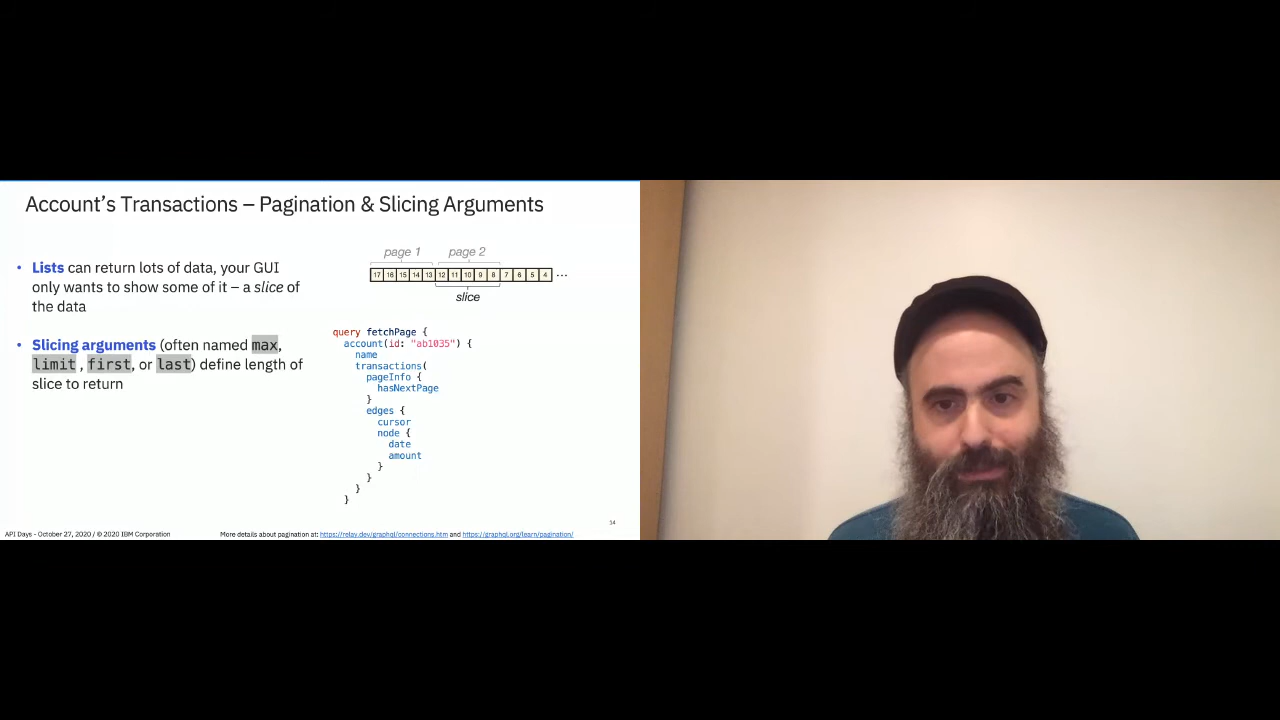 Account's Transactions – Pagination & Slicing Arguments
• Lists can return lots of data, your GUI
only wants to show some of it – a slice of
the data
• Slicing arguments (often named max,
limit , first, or last) define length of
slice to return
page 1 page 2
17 16 15 14 13 12 11 10 9 8 7 6 5 4 ...
slice
query fetchPage {
account(id: "ab1035") {
name
transactions(
pageInfo {
hasNextPage
}
edges {
cursor
node {
date
amount
}
}
}
}
14
API Days - October 27, 2020 / © 2020 IBM Corporation
More details about pagination at: https://relay.dev/graphql/connections.htm and https://graphql.org/learn/pagination/